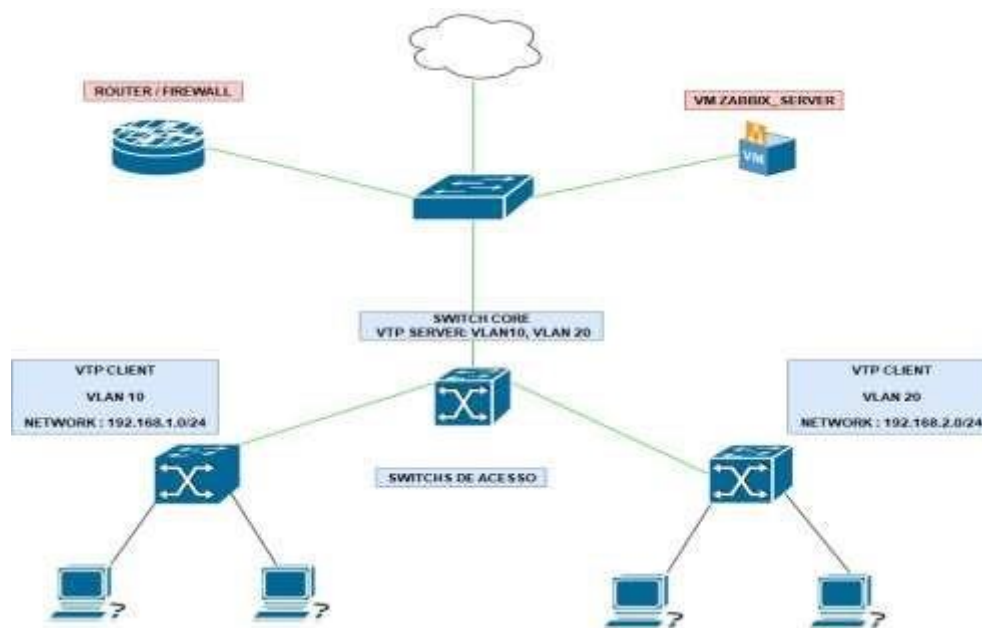 ROUTER / FIREWALL
VM ZABBIX_SERVER
VM
SWITCH CORE
VTP SERVER: VLAN10, VLAN 20
VTP CLIENT
VLAN 10
NETWORK : 192.168.1.0/24
VTP CLIENT
VLAN 20
NETWORK : 192.168.2.0/24
SWITCHS DE ACESSO
?
?
?
?